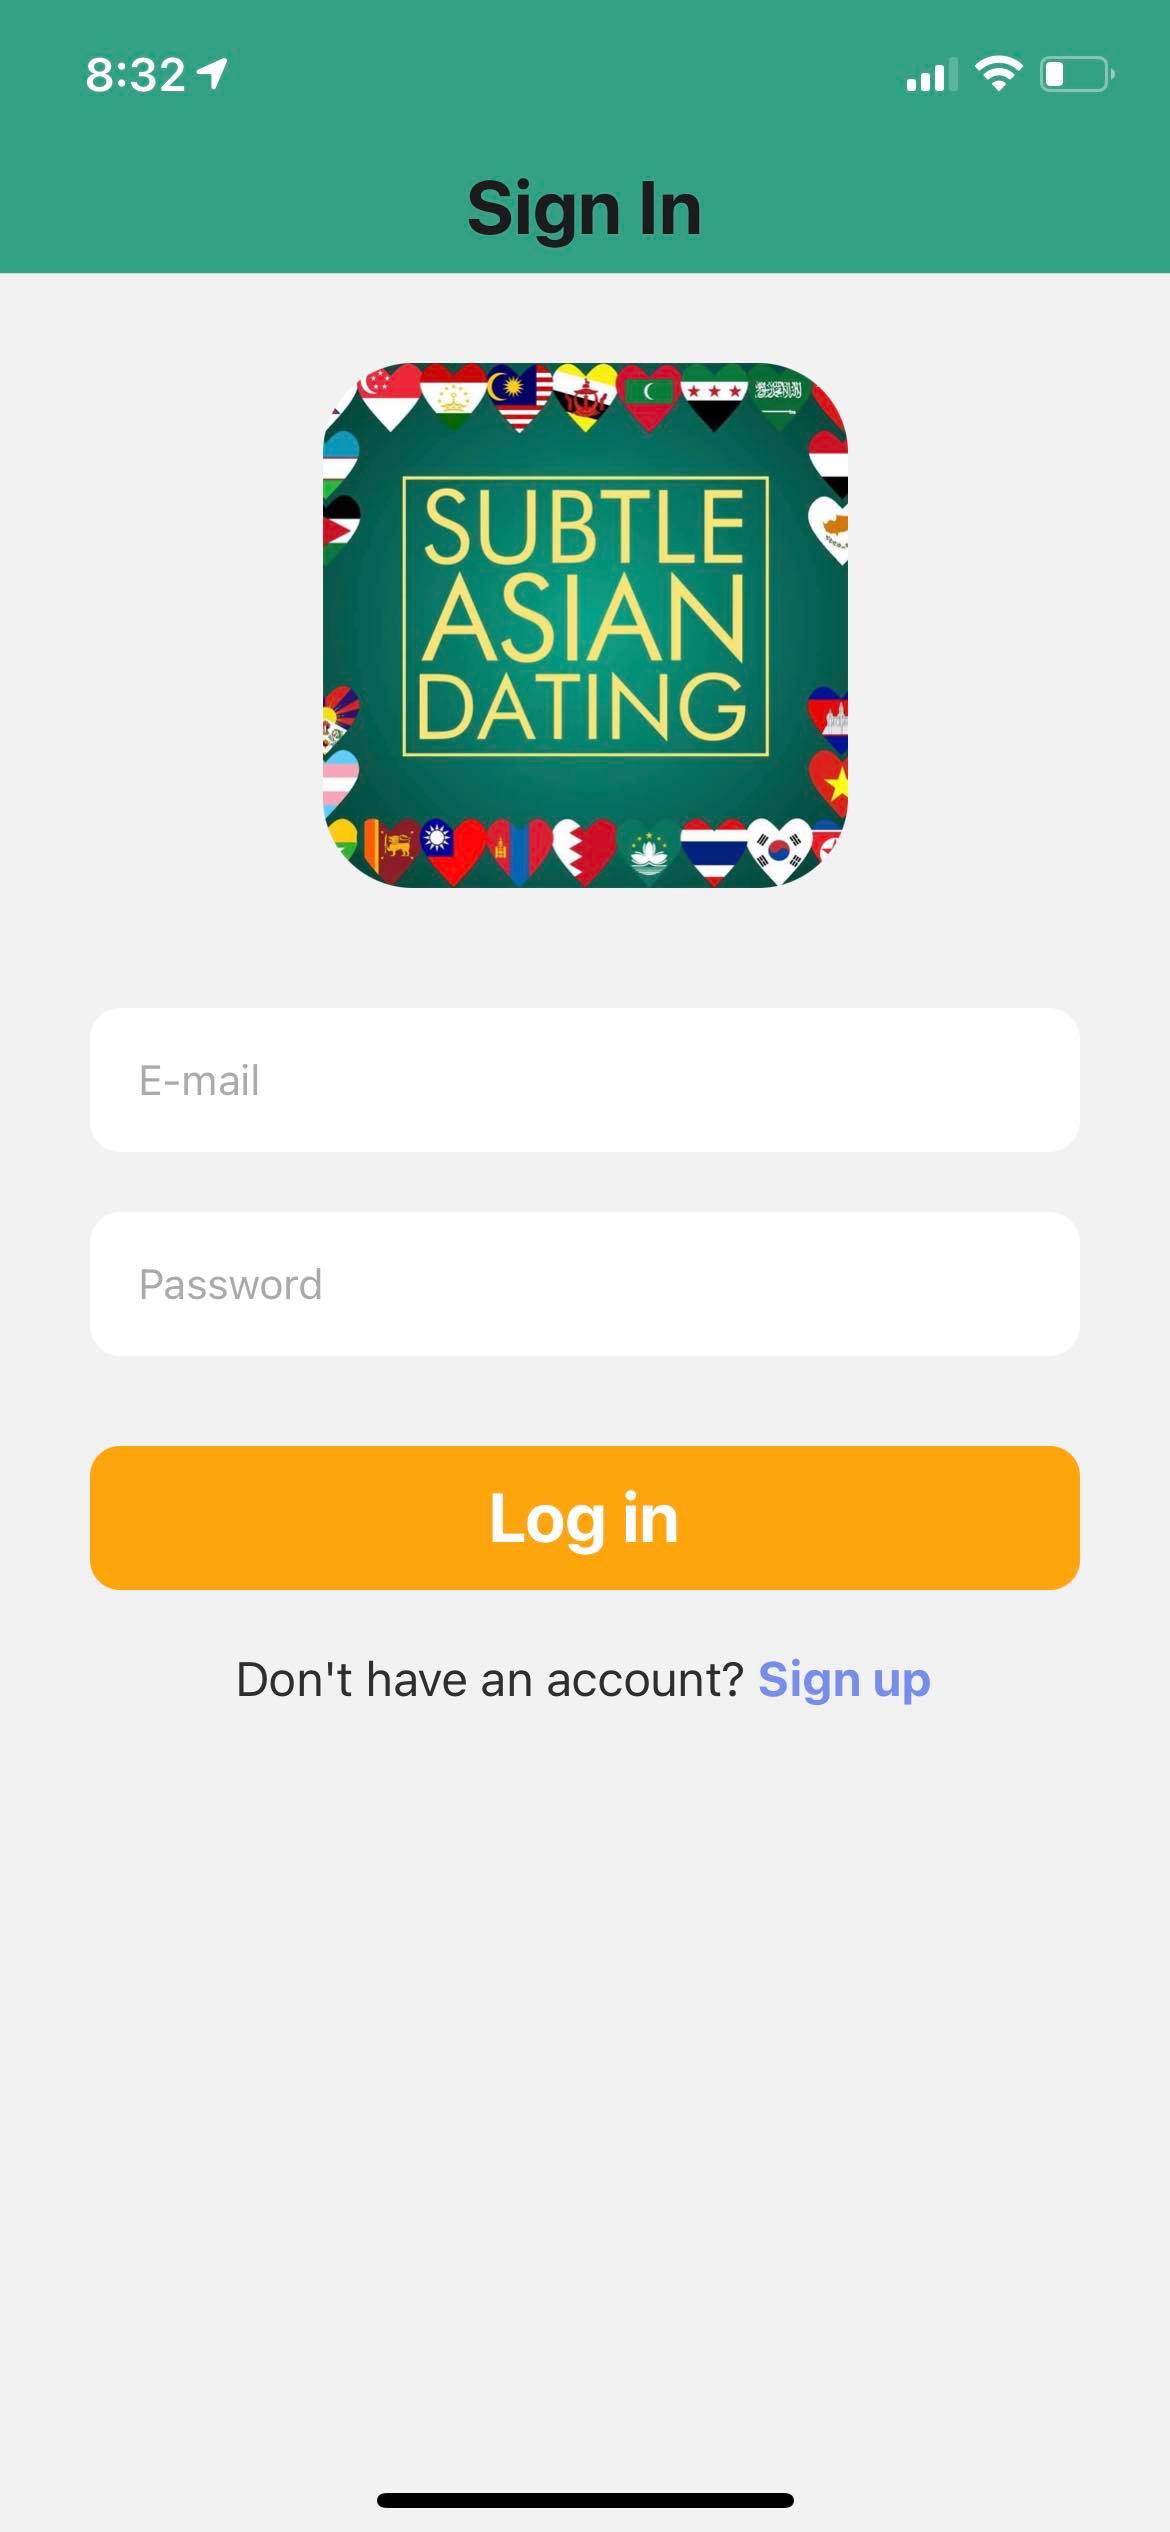 8:32
Sign In
SUBTLE
ASIAN
DATING
E-mail
Password
Log in
Don't have an account? Sign up